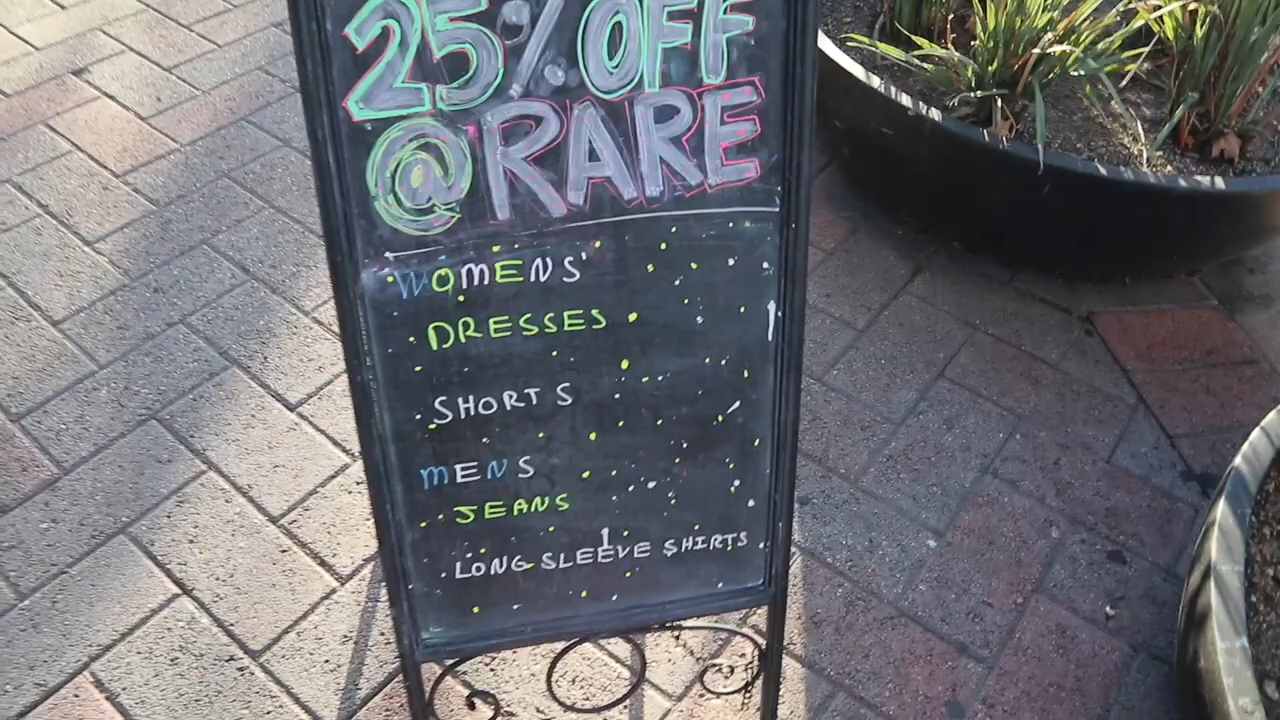 25% OFF
@RARE
WOMENS'
. DRESSES
. SHORTS
MENS
. JEANS
. LONG SLEEVE SHIRTS.